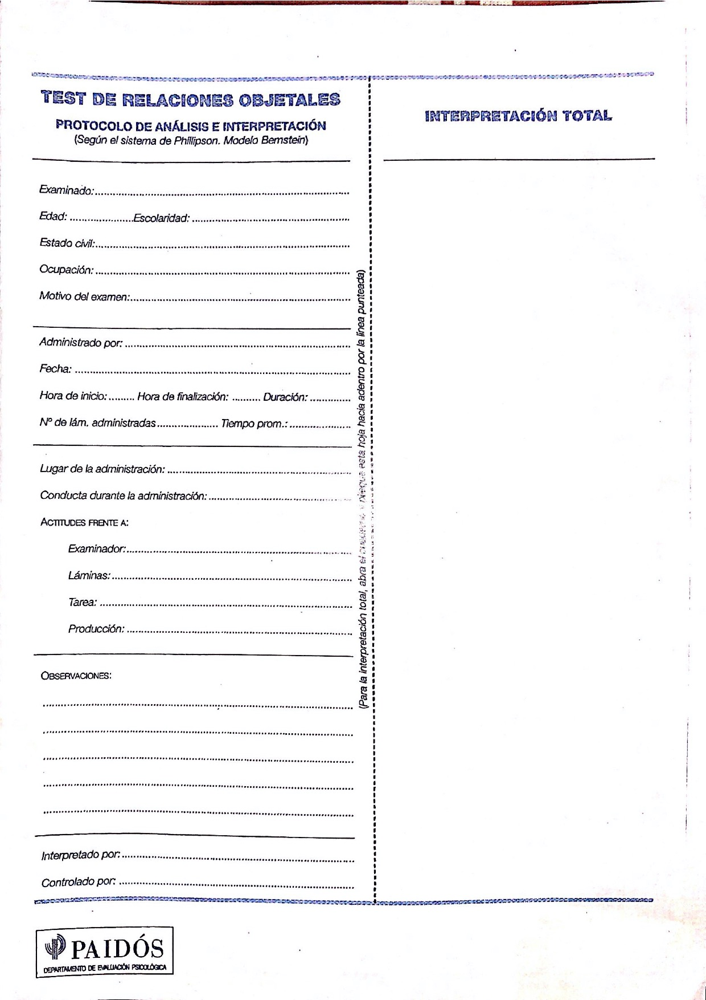 TEST DE RELACIONES OBJETALES
PROTOCOLO DE ANÁLISIS E INTERPRETACIÓN
(Según el sistema de Phillipson. Modelo Bernstein)
Examinado:
Edad: Escolaridad:
Estado civil:
Ocupación:
Motivo del examen:
Administrado por:
Fecha:
Hora de inicio: Hora de finalización: Duración:
Nº de lám. administradas Tiempo prom.:
Lugar de la administración:
Conducta durante la administración:
ACTITUDES FRENTE A:
Examinador:
Láminas:
Tarea:
Producción:
OBSERVACIONES:
Interpretado por:
Controlado por:
(Para la interpretación total, abra el y pliegue esta hoja hacia adentro por la línea punteada)
INTERPRETACIÓN TOTAL
PAIDÓS
DEPARTAMENTO DE EVALUACIÓN PSICOLÓGICA